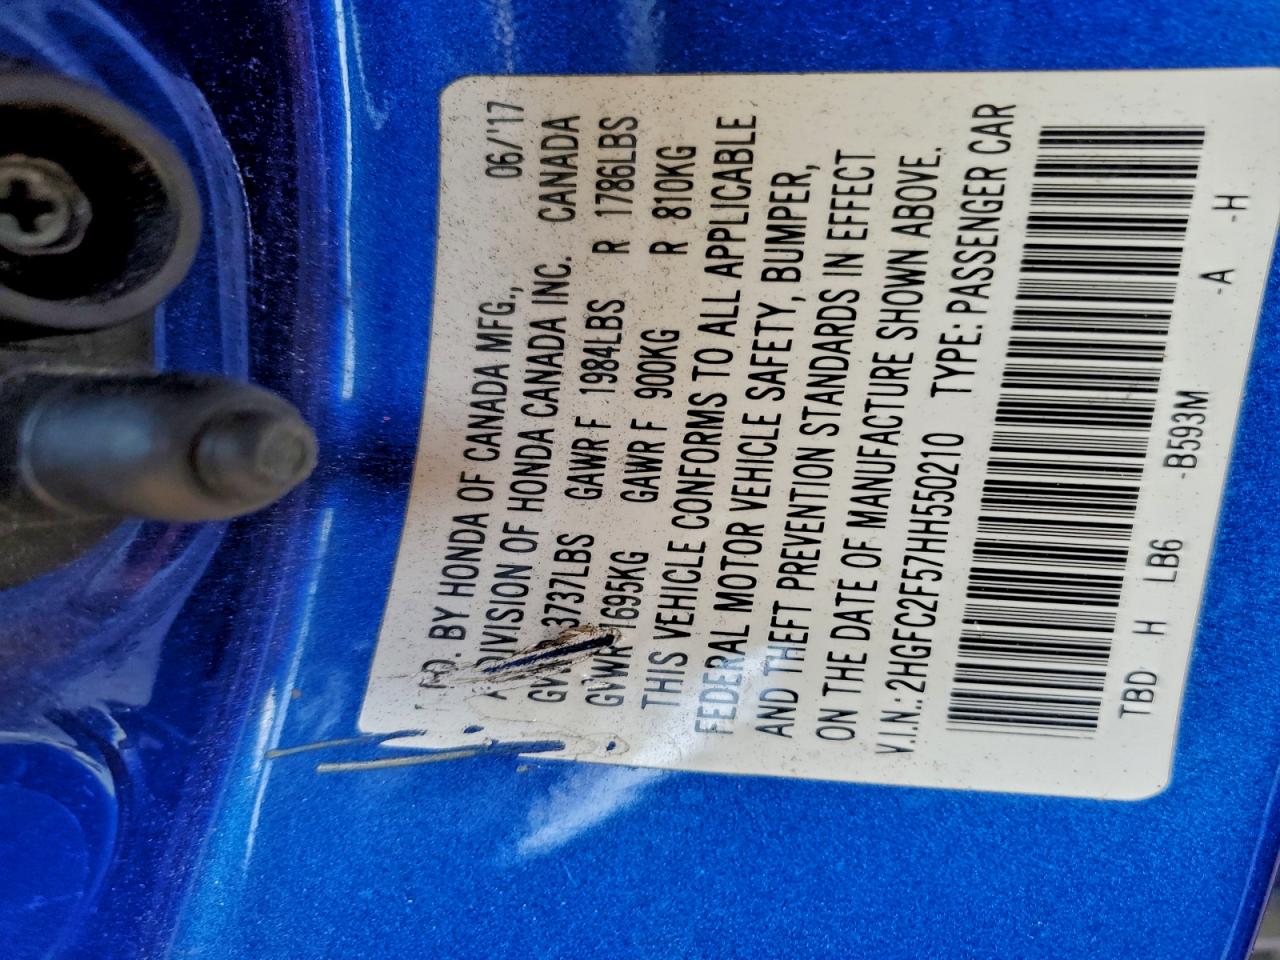 BY HONDA OF CANADA MFG., 06/'17
A DIVISION OF HONDA CANADA INC. CANADA
GVWR 3737LBS GAWR F 1984LBS R 1786LBS
GVWR 1695KG GAWR F 900KG R 810KG
THIS VEHICLE CONFORMS TO ALL APPLICABLE
FEDERAL MOTOR VEHICLE SAFETY, BUMPER,
AND THEFT PREVENTION STANDARDS IN EFFECT
ON THE DATE OF MANUFACTURE SHOWN ABOVE.
V.I.N.: 2HGFC2F57HH550210 TYPE: PASSENGER CAR
TBD H LB6 -B593M -A -H